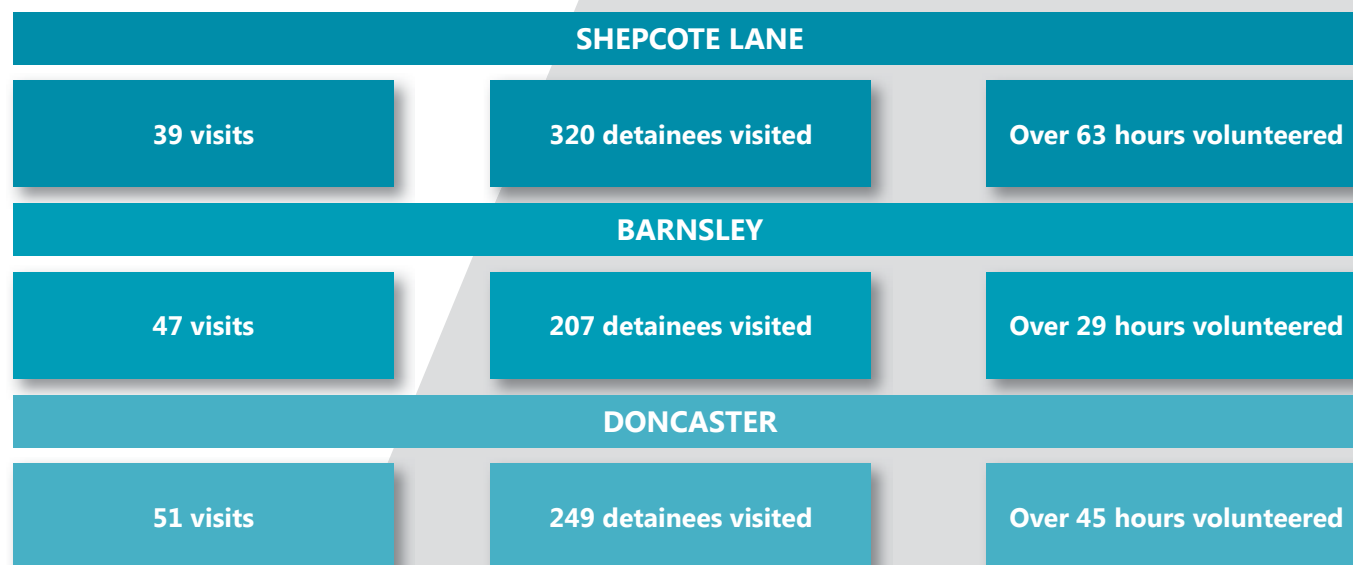 SHEPCOTE LANE
39 visits
320 detainees visited
Over 63 hours volunteered
BARNSLEY
47 visits
207 detainees visited
Over 29 hours volunteered
DONCASTER
51 visits
249 detainees visited
Over 45 hours volunteered